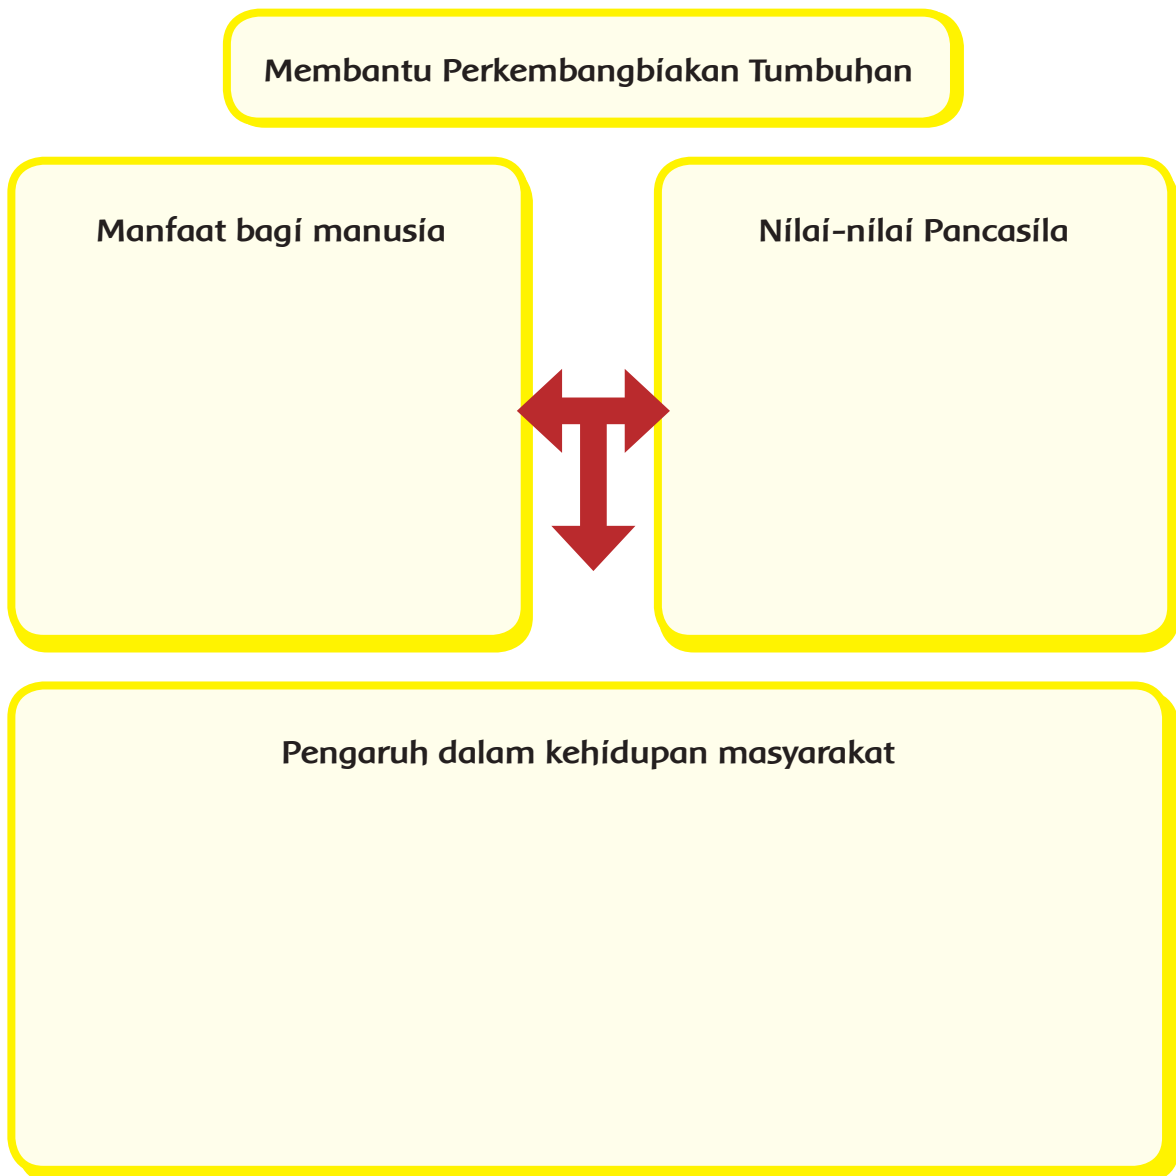 Membantu Perkembangbiakan Tumbuhan
Manfaat bagi manusia
Nilai-nilai Pancasila
Pengaruh dalam kehidupan masyarakat